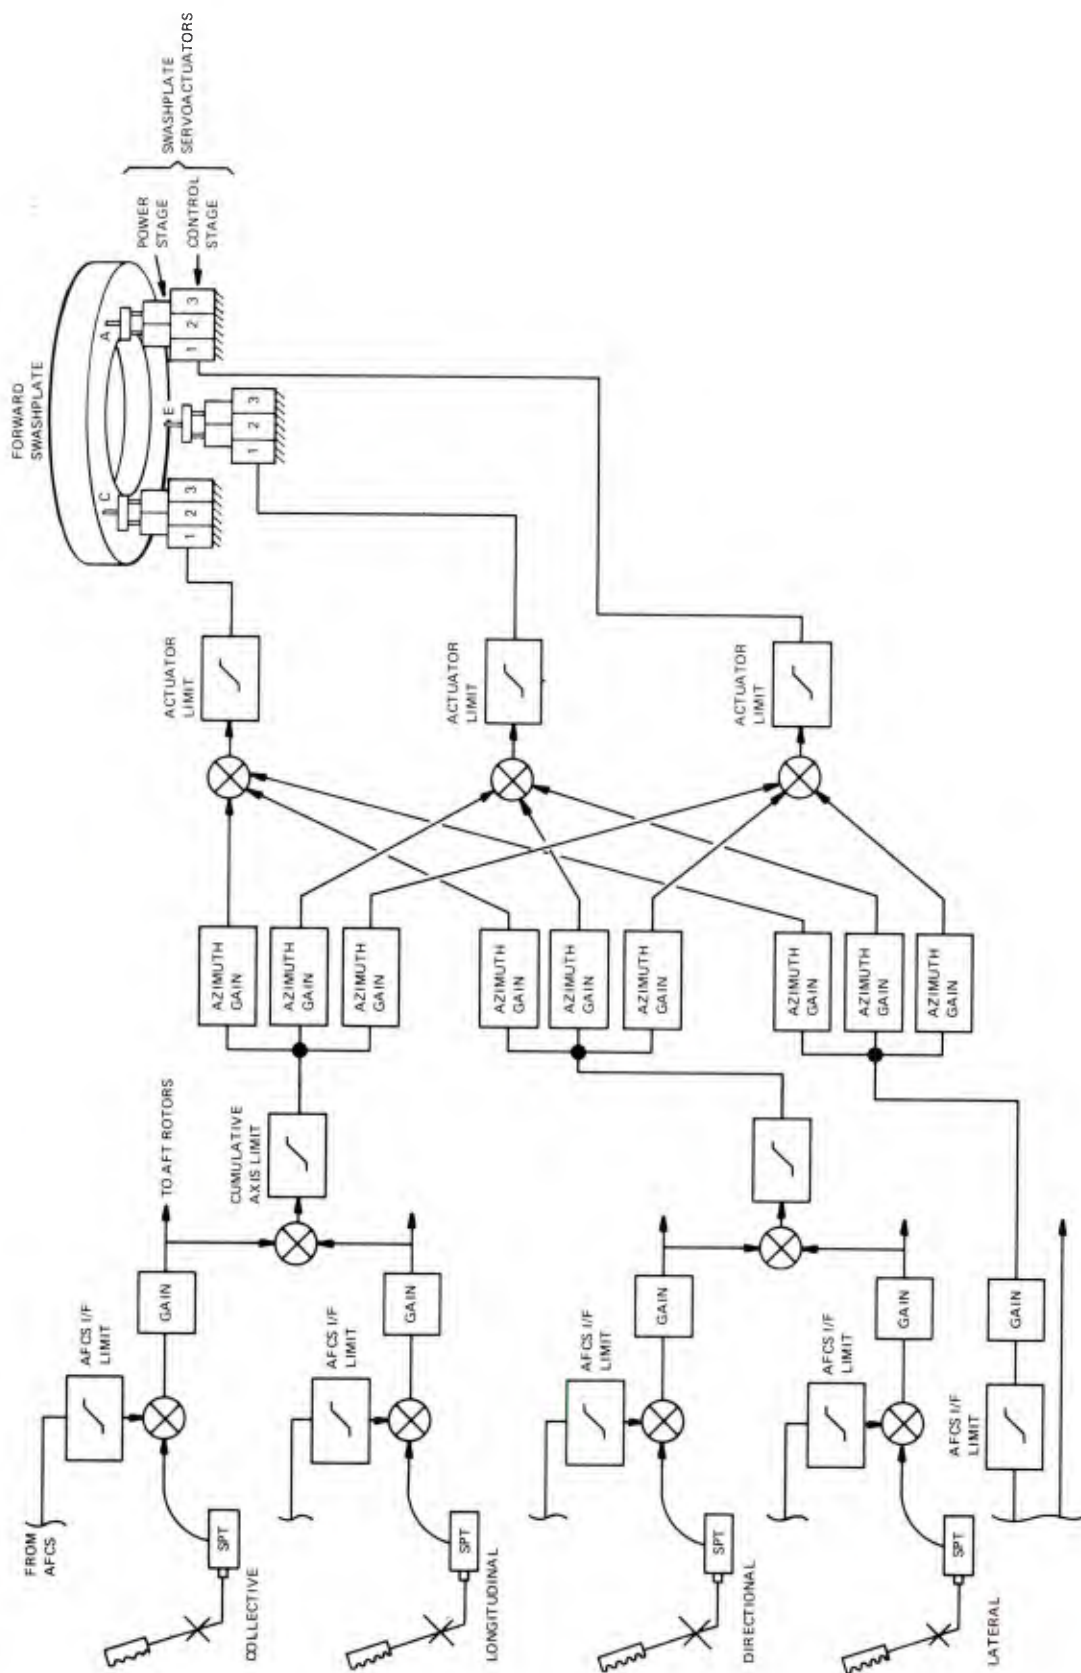 FROM
AFCS
AFCS I/F
LIMIT
GAIN
TO AFT ROTORS
SPT
COLLECTIVE
AFCS I/F
LIMIT
GAIN
SPT
LONGITUDINAL
CUMULATIVE
AXIS LIMIT
AFCS I/F
LIMIT
GAIN
SPT
DIRECTIONAL
AFCS I/F
LIMIT
GAIN
SPT
LATERAL
AFCS I/F
LIMIT
GAIN
AZIMUTH
GAIN
AZIMUTH
GAIN
AZIMUTH
GAIN
AZIMUTH
GAIN
AZIMUTH
GAIN
AZIMUTH
GAIN
AZIMUTH
GAIN
AZIMUTH
GAIN
AZIMUTH
GAIN
ACTUATOR
LIMIT
ACTUATOR
LIMIT
ACTUATOR
LIMIT
FORWARD
SWASHPLATE
C
1 2 3
E
1 2 3
A
1 2 3
POWER
STAGE
CONTROL
STAGE
SWASHPLATE
SERVOACTUATORS